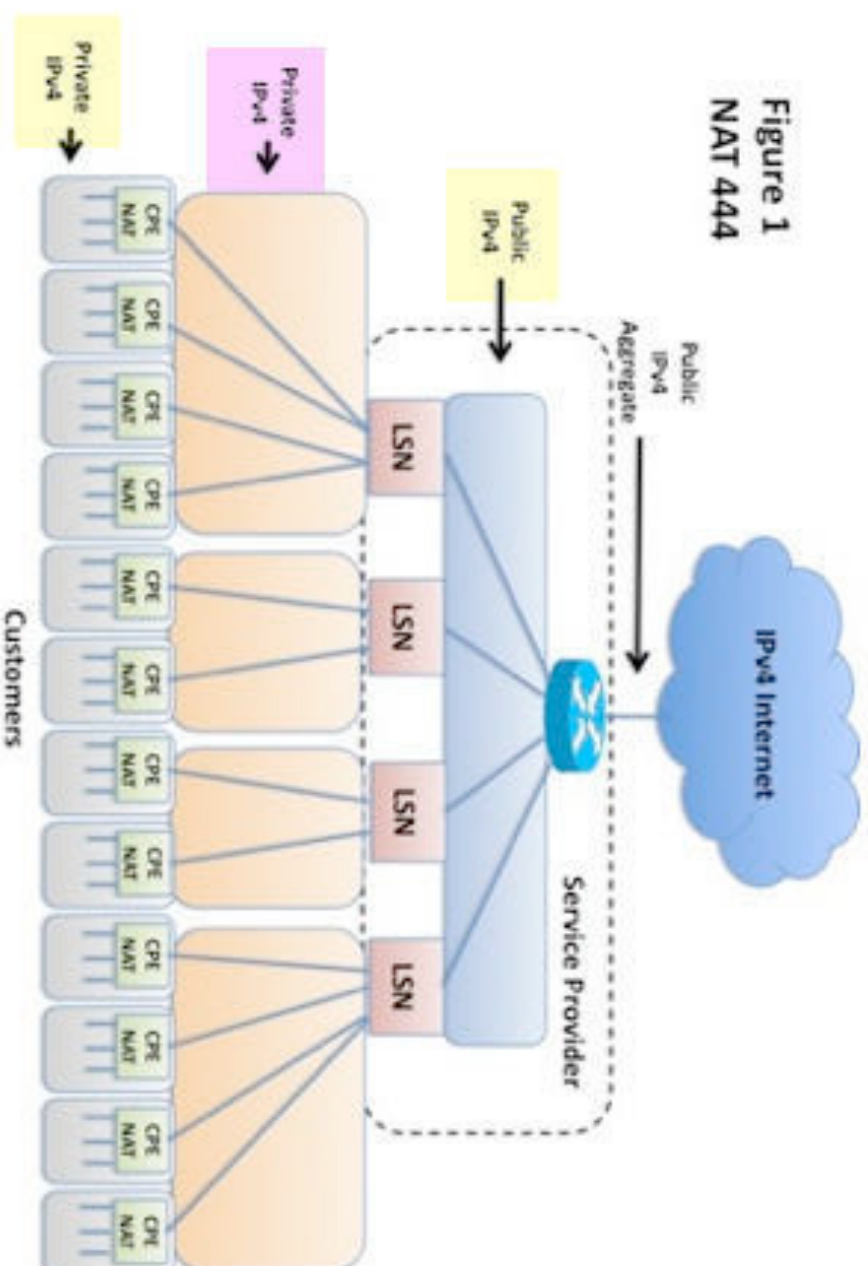 Figure 1
NAT 444
IPv4 Internet
Public
IPv4
Aggregate
Service Provider
Public
IPv4
LSN
LSN
LSN
LSN
Private
IPv4
Private
IPv4
CPE
NAT
CPE
NAT
CPE
NAT
CPE
NAT
CPE
NAT
CPE
NAT
CPE
NAT
CPE
NAT
CPE
NAT
CPE
NAT
CPE
NAT
CPE
NAT
Customers